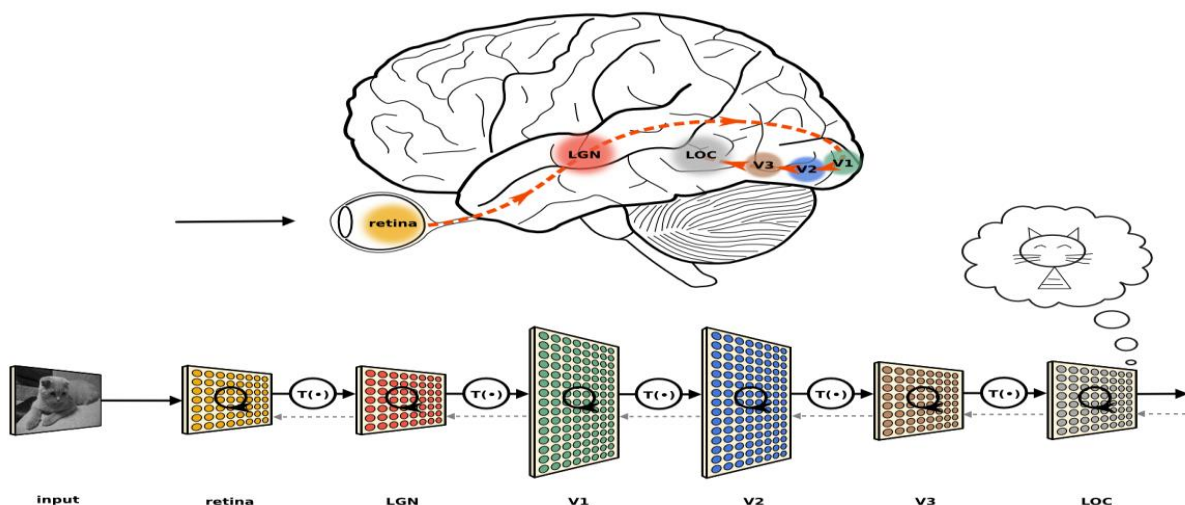 LGN
LOC
V3
V2
V1
retina
Q
T(•)
Q
T(•)
Q
T(•)
Q
T(•)
Q
T(•)
Q
input
retina
LGN
V1
V2
V3
LOC